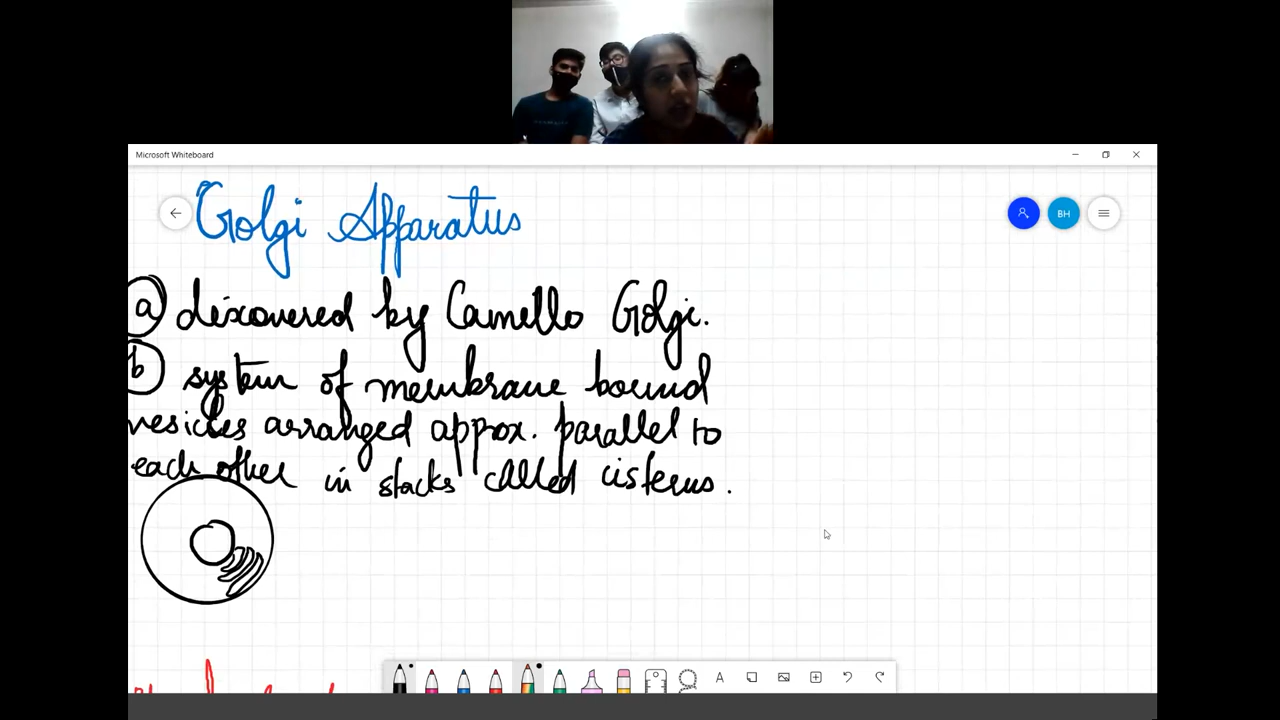 Microsoft Whiteboard
Golgi Apparatus
BH
a discovered by Camello Golgi.
b system of membrane bound
vesicles arranged approx. parallel to
each other in stacks called cisterns.
A